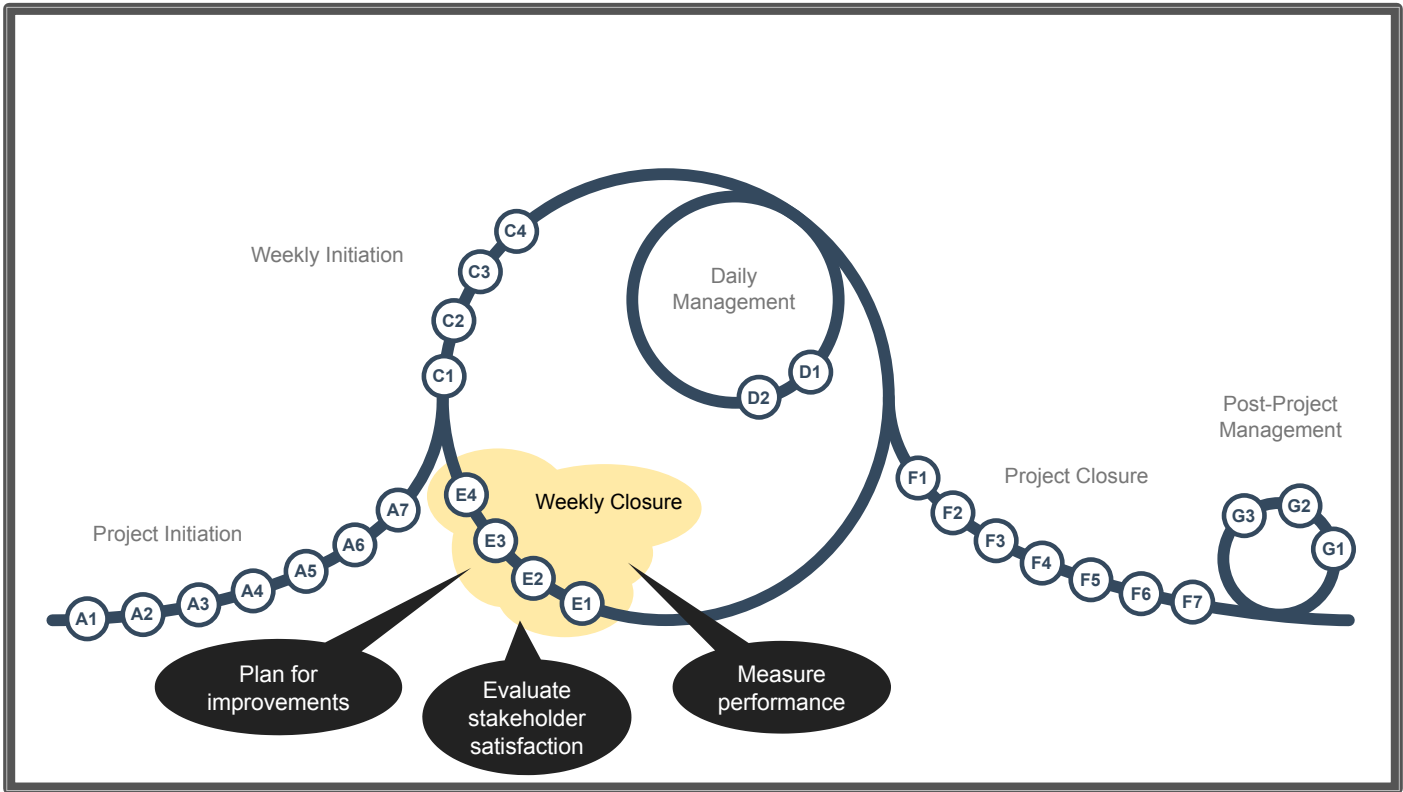 Weekly Initiation
Daily
Management
Post-Project
Management
Project Closure
Weekly Closure
Project Initiation
A1
A2
A3
A4
A5
A6
A7
C1
C2
C3
C4
D1
D2
E1
E2
E3
E4
F1
F2
F3
F4
F5
F6
F7
G1
G2
G3
Plan for
improvements
Evaluate
stakeholder
satisfaction
Measure
performance